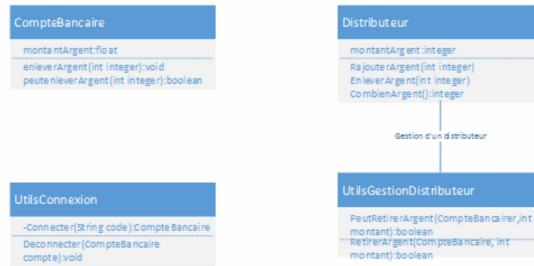 CompteBancaire
montantArgent:float
enleverArgent(int integer):void
peutenleverArgent(int integer):boolean
Distributeur
montantArgent:integer
RajouterArgent(int integer)
EnleverArgent(int integer)
CombienArgent():integer
Gestion d'un distributeur
UtilsConnexion
-Connecter(String code):CompteBancaire
Deconnecter(CompteBancaire
compte):void
UtilsGestionDistributeur
PeutRetirerArgent(CompteBancairer,int
montant):boolean
RetirerArgent(CompteBancaire, int
montant):boolean